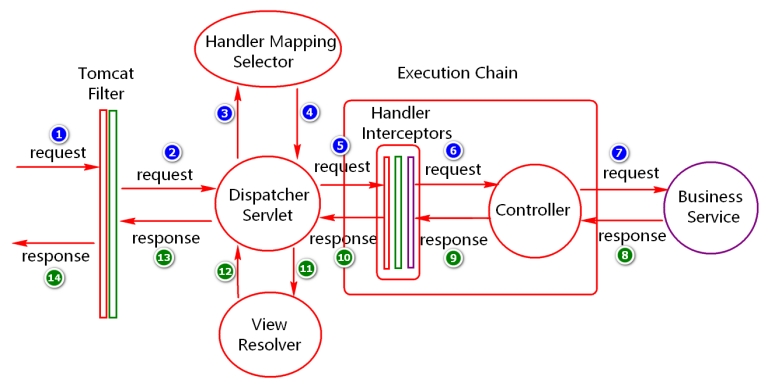 Handler Mapping
Selector
Tomcat
Filter
Execution Chain
3
4
Handler
Interceptors
1
request
2
request
5
request
6
request
7
request
Dispatcher
Servlet
Controller
Business
Service
response
14
response
13
response
10
response
9
response
8
12
11
View
Resolver